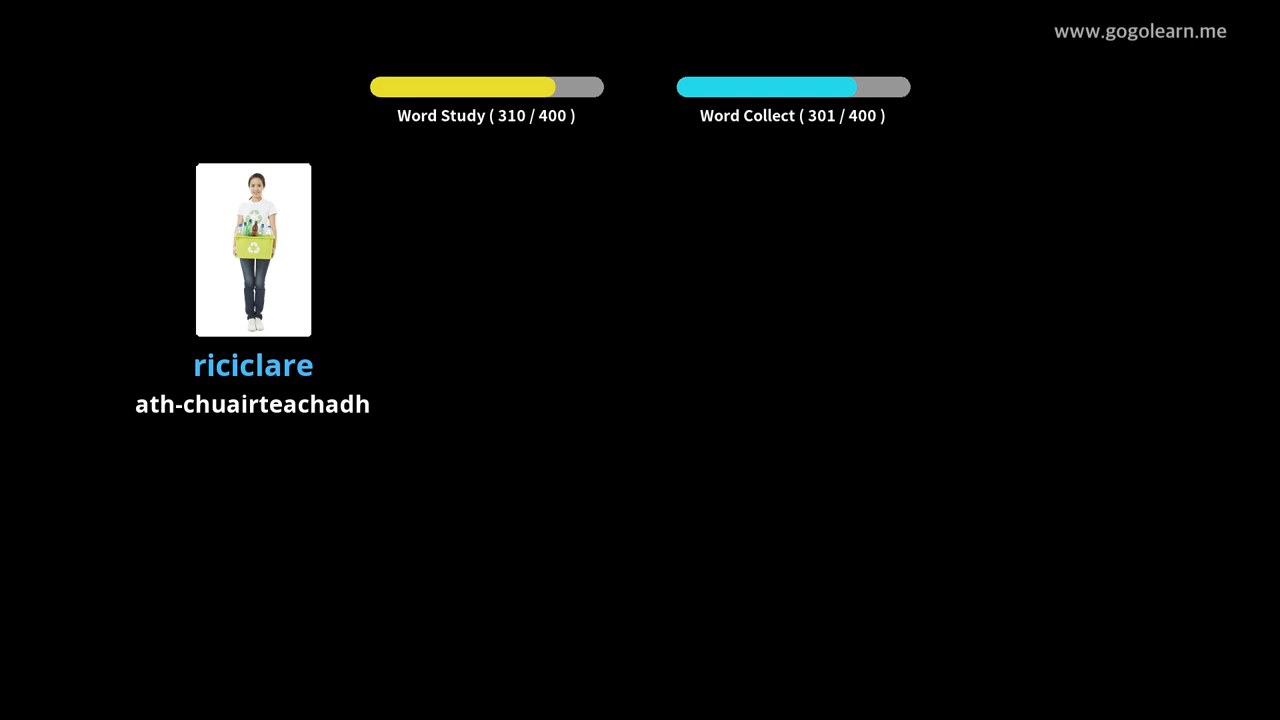 www.gogolearn.me
Word Study ( 310 / 400 )
Word Collect ( 301 / 400 )
riciclare
ath-chuairteachadh